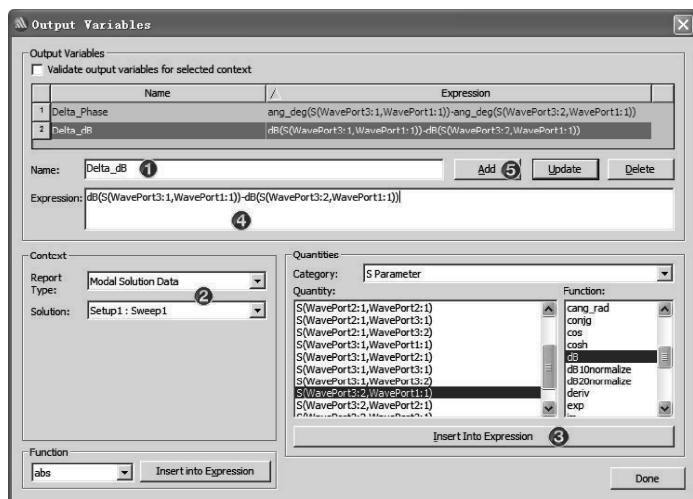 Output Variables
Output Variables
Validate output variables for selected context
Name / Expression
1 Delta_Phase ang_deg(S(WavePort3:1,WavePort1:1))-ang_deg(S(WavePort3:2,WavePort1:1))
2 Delta_dB dB(S(WavePort3:1,WavePort1:1))-dB(S(WavePort3:2,WavePort1:1))
Name: Delta_dB 1 Add 5 Update Delete
Expression: dB(S(WavePort3:1,WavePort1:1))-dB(S(WavePort3:2,WavePort1:1))
4
Context
Report Type: Modal Solution Data
2
Solution: Setup1 : Sweep1
Quantities
Category: S Parameter
Quantity: Function:
S(WavePort2:1,WavePort2:1) cang_rad
S(WavePort2:1,WavePort3:1) conjg
S(WavePort2:1,WavePort3:2) cos
S(WavePort3:1,WavePort1:1) cosh
S(WavePort3:1,WavePort2:1) dB
S(WavePort3:1,WavePort3:1) dB10normalize
S(WavePort3:1,WavePort3:2) dB20normalize
S(WavePort3:2,WavePort1:1) deriv
S(WavePort3:2,WavePort2:1) exp
Insert Into Expression 3
Function
abs Insert into Expression
Done